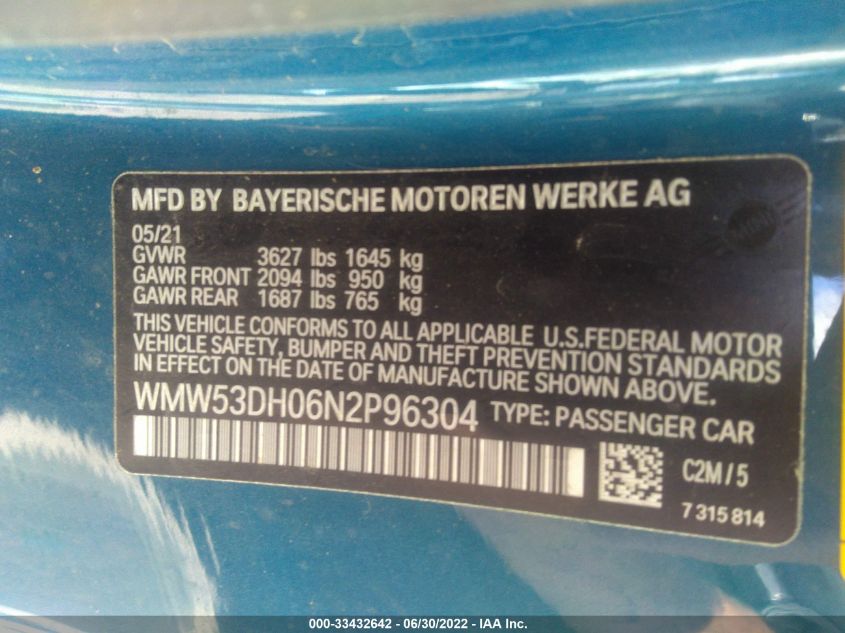 MFD BY BAYERISCHE MOTOREN WERKE AG
05/21
GVWR 3627 lbs 1645 kg
GAWR FRONT 2094 lbs 950 kg
GAWR REAR 1687 lbs 765 kg
THIS VEHICLE CONFORMS TO ALL APPLICABLE U.S.FEDERAL MOTOR
VEHICLE SAFETY, BUMPER AND THEFT PREVENTION STANDARDS
IN EFFECT ON THE DATE OF MANUFACTURE SHOWN ABOVE.
WMW53DH06N2P96304 TYPE: PASSENGER CAR
C2M/5
7 315 814
000-33432642 - 06/30/2022 - IAA Inc.